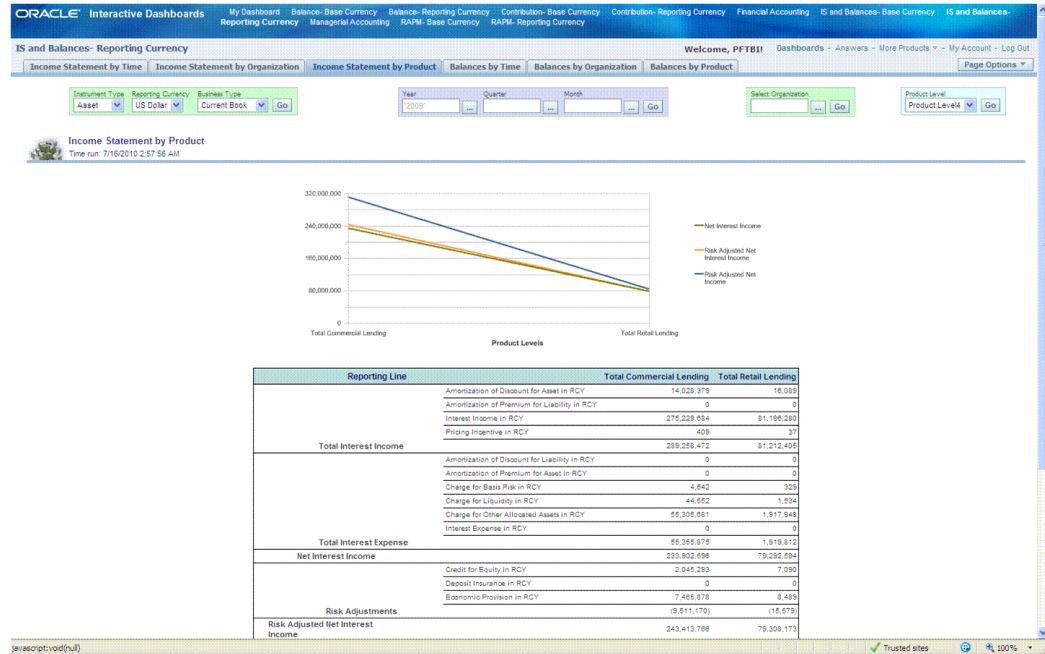 ORACLE Interactive Dashboards
My Dashboard Balance- Base Currency Balance- Reporting Currency Contribution- Base Currency Contribution- Reporting Currency Financial Accounting IS and Balances- Base Currency IS and Balances-
Reporting Currency Managerial Accounting RAPM- Base Currency RAPM- Reporting Currency
IS and Balances- Reporting Currency
Welcome, PFTBI! Dashboards - Answers - More Products - My Account - Log Out
Income Statement by Time Income Statement by Organization Income Statement by Product Balances by Time Balances by Organization Balances by Product Page Options
Instrument Type Reporting Currency Business Type Year Quarter Month Select Organization Product Level
Asset US Dollar Current Book Go '2009' ... ... ... Go ... Go Product Level4 Go
Income Statement by Product
Time run: 7/16/2010 2:57:56 AM
320,000,000
240,000,000
160,000,000
80,000,000
0
Total Commercial Lending Total Retail Lending
Product Levels
Net Interest Income
Risk Adjusted Net
Interest Income
Risk Adjusted Net
Income
Reporting Line Total Commercial Lending Total Retail Lending
Amortization of Discount for Asset in RCY 14,028,379 16,089
Amortization of Premium for Liability in RCY 0 0
Interest Income in RCY 275,229,684 81,196,280
Pricing Incentive in RCY 409 37
Total Interest Income 289,258,472 81,212,406
Amortization of Discount for Liability in RCY 0 0
Amortization of Premium for Asset in RCY 0 0
Charge for Basis Risk in RCY 4,642 329
Charge for Liquidity in RCY 44,552 1,534
Charge for Other Allocated Assets in RCY 55,306,681 1,917,948
Interest Expense in RCY 0 0
Total Interest Expense 55,355,875 1,919,812
Net Interest Income 233,902,596 79,292,594
Credit for Equity in RCY 2,045,293 7,090
Deposit Insurance in RCY 0 0
Economic Provision in RCY 7,465,878 8,489
Risk Adjustments (9,511,170) (15,579)
Risk Adjusted Net Interest
Income 243,413,766 79,308,173
javascript:void(null) Trusted sites 100%